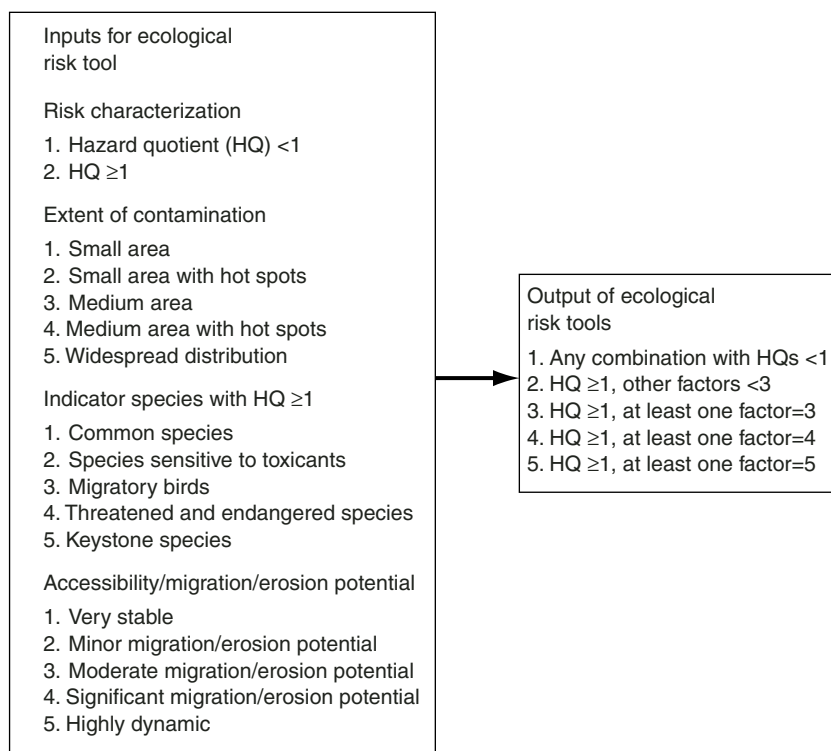 Inputs for ecological
risk tool
Risk characterization
1. Hazard quotient (HQ) <1
2. HQ ≥1
Extent of contamination
1. Small area
2. Small area with hot spots
3. Medium area
4. Medium area with hot spots
5. Widespread distribution
Indicator species with HQ ≥1
1. Common species
2. Species sensitive to toxicants
3. Migratory birds
4. Threatened and endangered species
5. Keystone species
Accessibility/migration/erosion potential
1. Very stable
2. Minor migration/erosion potential
3. Moderate migration/erosion potential
4. Significant migration/erosion potential
5. Highly dynamic
Output of ecological
risk tools
1. Any combination with HQs <1
2. HQ ≥1, other factors <3
3. HQ ≥1, at least one factor=3
4. HQ ≥1, at least one factor=4
5. HQ ≥1, at least one factor=5